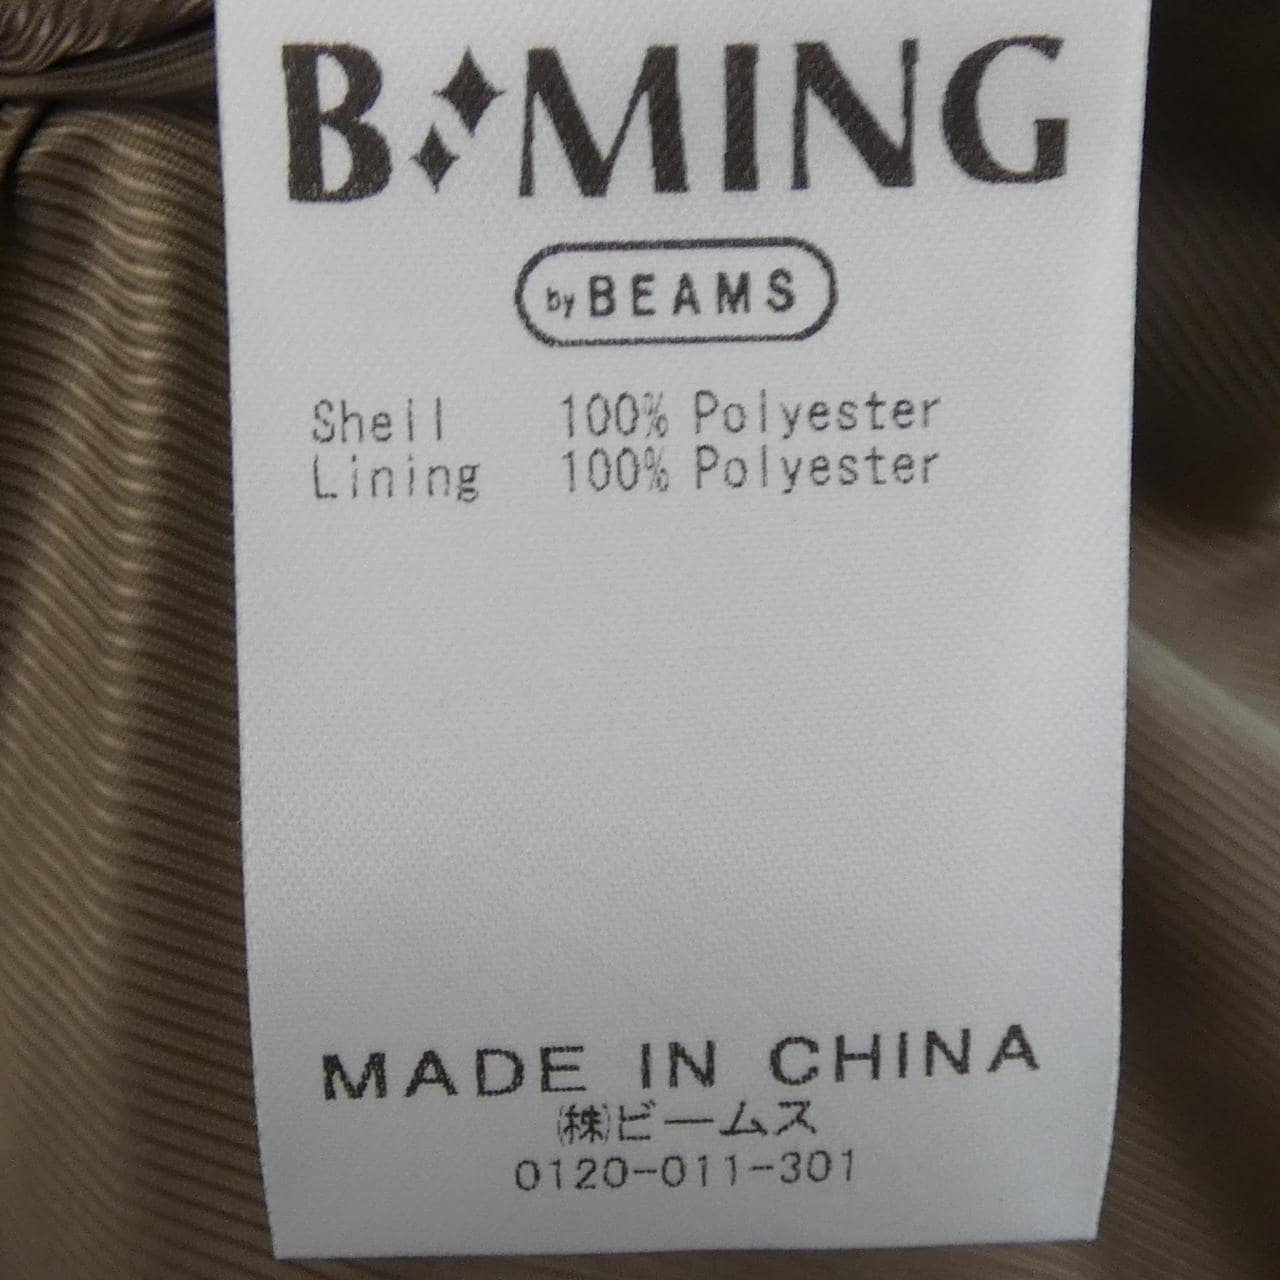 B MING
by BEAMS
Shell 100% Polyester
Lining 100% Polyester
MADE IN CHINA
㈱ビームス
0120-011-301